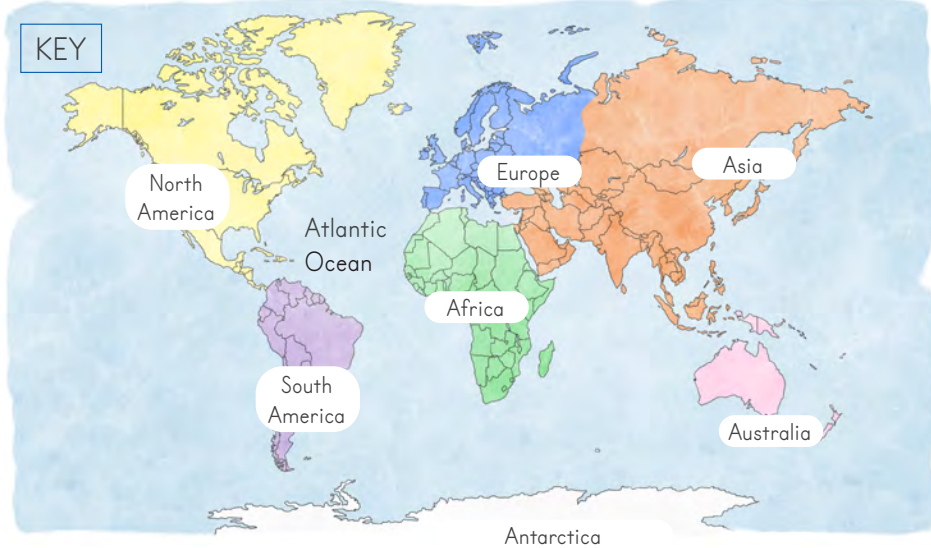 KEY
North
America
Atlantic
Ocean
Europe
Asia
Africa
South
America
Australia
Antarctica